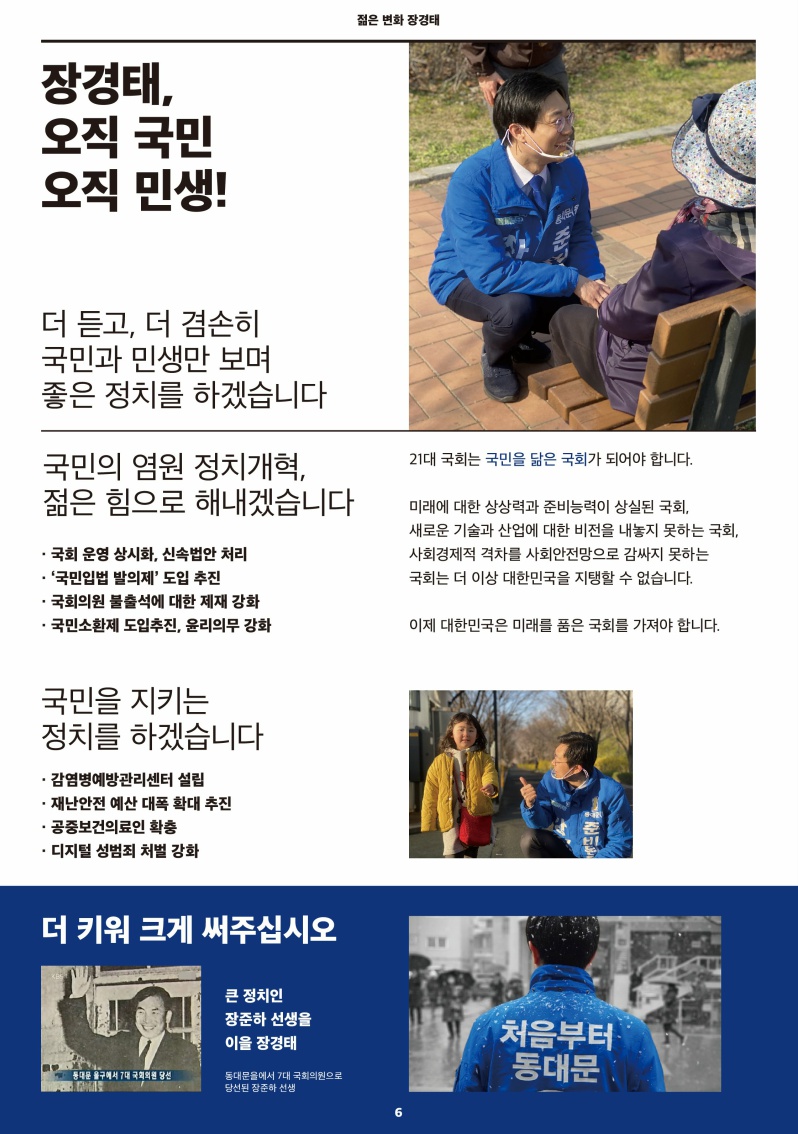 젊은 변화 장경태
장경태,
오직 국민
오직 민생!
더 듣고, 더 겸손히
국민과 민생만 보며
좋은 정치를 하겠습니다
국민의 염원 정치개혁,
젊은 힘으로 해내겠습니다
· 국회 운영 상시화, 신속법안 처리
· ‘국민입법 발의제’ 도입 추진
· 국회의원 불출석에 대한 제재 강화
· 국민소환제 도입추진, 윤리의무 강화
21대 국회는 국민을 닮은 국회가 되어야 합니다.
미래에 대한 상상력과 준비능력이 상실된 국회,
새로운 기술과 산업에 대한 비전을 내놓지 못하는 국회,
사회경제적 격차를 사회안전망으로 감싸지 못하는
국회는 더 이상 대한민국을 지탱할 수 없습니다.
이제 대한민국은 미래를 품은 국회를 가져야 합니다.
국민을 지키는
정치를 하겠습니다
· 감염병예방관리센터 설립
· 재난안전 예산 대폭 확대 추진
· 공중보건의료인 확충
· 디지털 성범죄 처벌 강화
더 키워 크게 써주십시오
동대문 을구에서 7대 국회의원 당선
큰 정치인
장준하 선생을
이을 장경태
동대문을에서 7대 국회의원으로
당선된 장준하 선생
처음부터
동대문
6